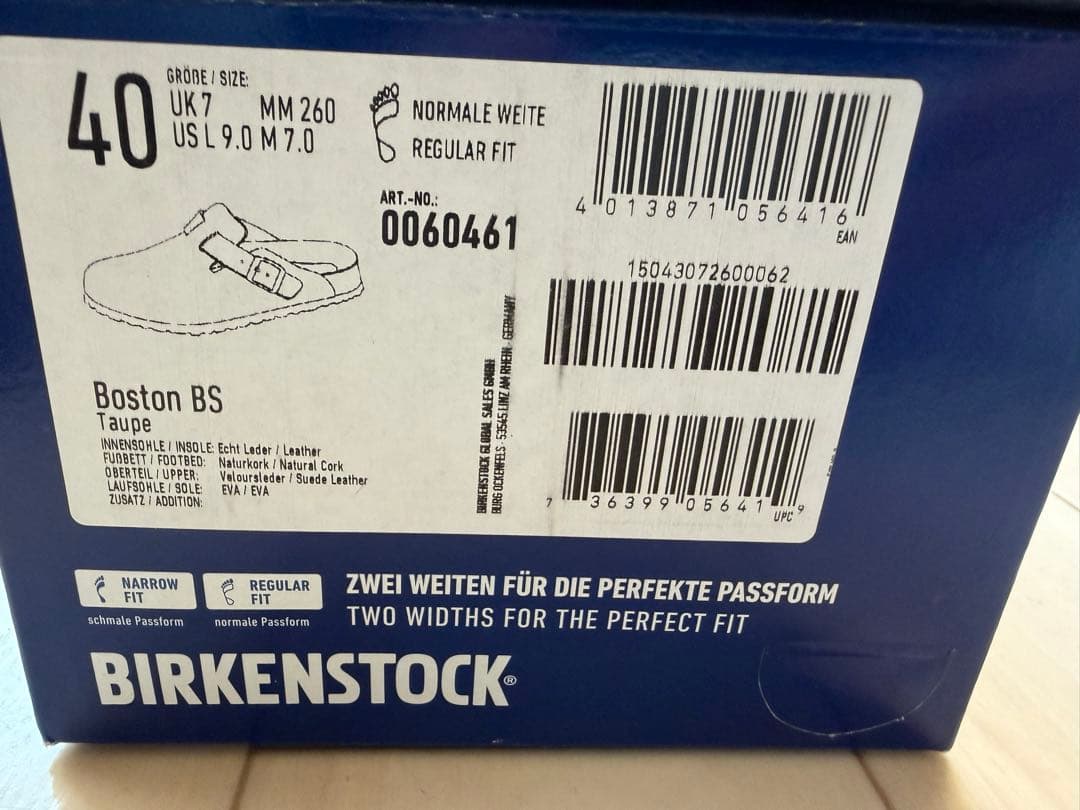 40
GRÖßE / SIZE:
UK 7 MM 260
US L 9.0 M 7.0
NORMALE WEITE
REGULAR FIT
ART.-NO.:
0060461
4 013871 056416
EAN
15043072600062
7 36399 05641 9
UPC
BIRKENSTOCK GLOBAL SALES GMBH
BURG OCKENFELS · 53545 LINZ AM RHEIN · GERMANY
Boston BS
Taupe
INNENSOHLE / INSOLE: Echt Leder / Leather
FUßBETT / FOOTBED: Naturkork / Natural Cork
OBERTEIL / UPPER: Veloursleder / Suede Leather
LAUFSOHLE / SOLE: EVA / EVA
ZUSATZ / ADDITION:
NARROW FIT
schmale Passform
REGULAR FIT
normale Passform
ZWEI WEITEN FÜR DIE PERFEKTE PASSFORM
TWO WIDTHS FOR THE PERFECT FIT
BIRKENSTOCK®